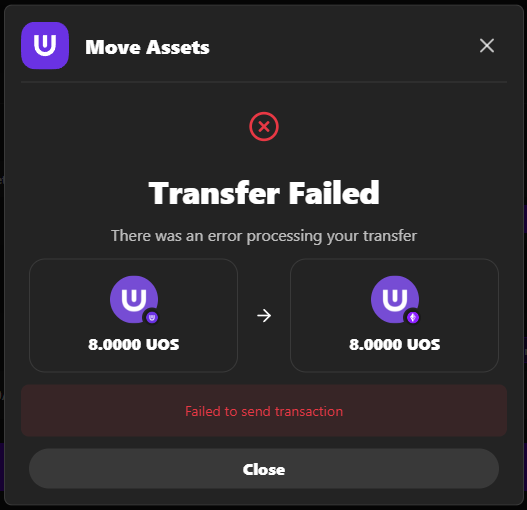 Move Assets
Transfer Failed
There was an error processing your transfer
8.0000 UOS
8.0000 UOS
Failed to send transaction
Close